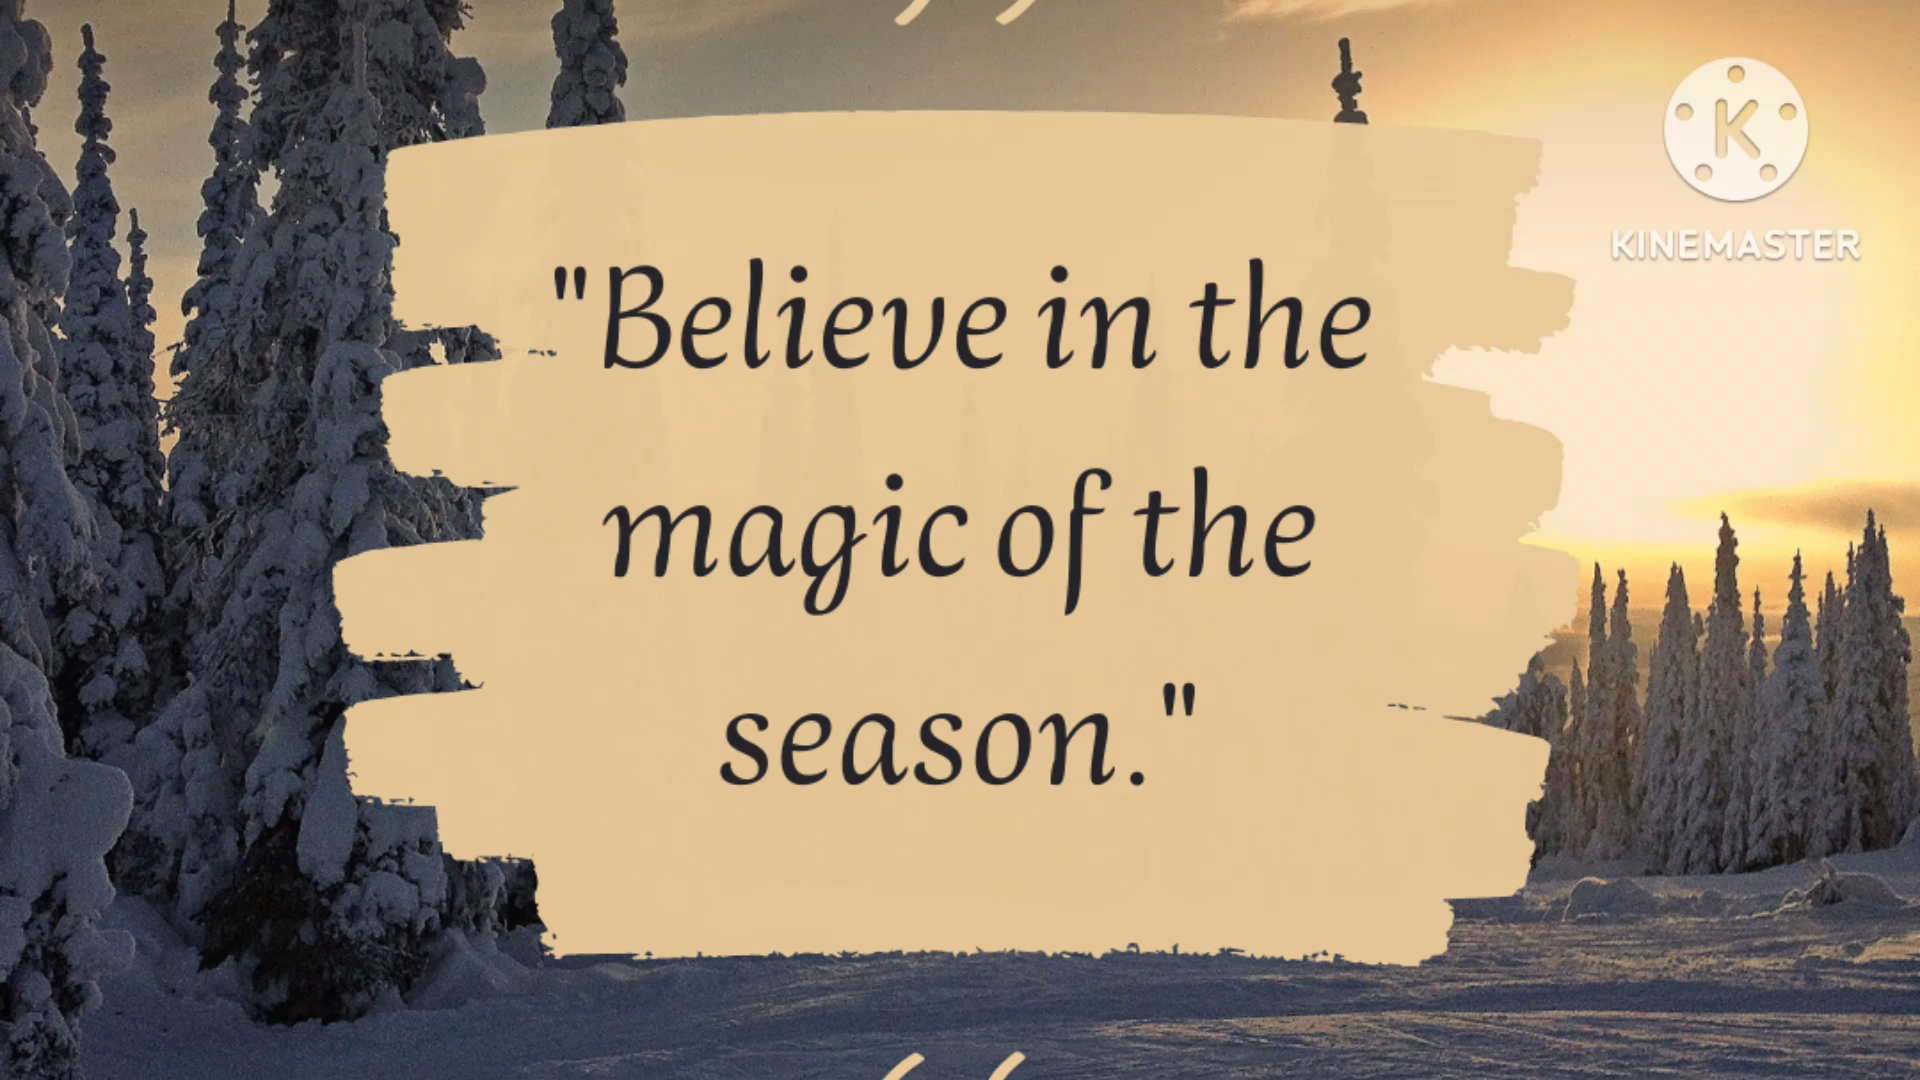 K
KINEMASTER
"Believe in the
magic of the
season."